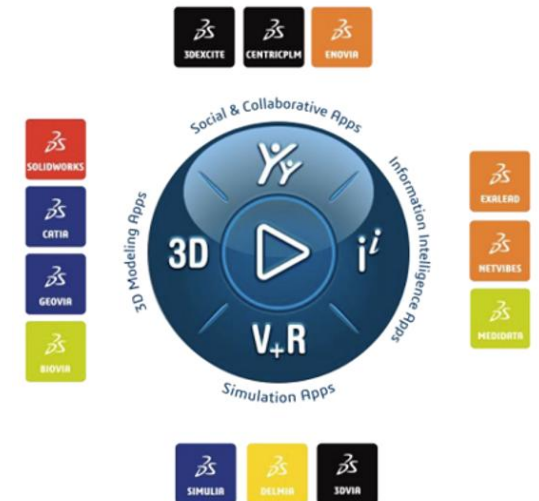 3DEXCITE
CENTRICPLM
ENOVIA
Social & Collaborative Apps
SOLIDWORKS
CATIA
GEOVIA
BIOVIA
3D Modeling Apps
3D
i i
V+R
Information Intelligence Apps
EXALEAD
NETVIBES
MEDIDATA
Simulation Apps
SIMULIA
DELMIA
3DVIA